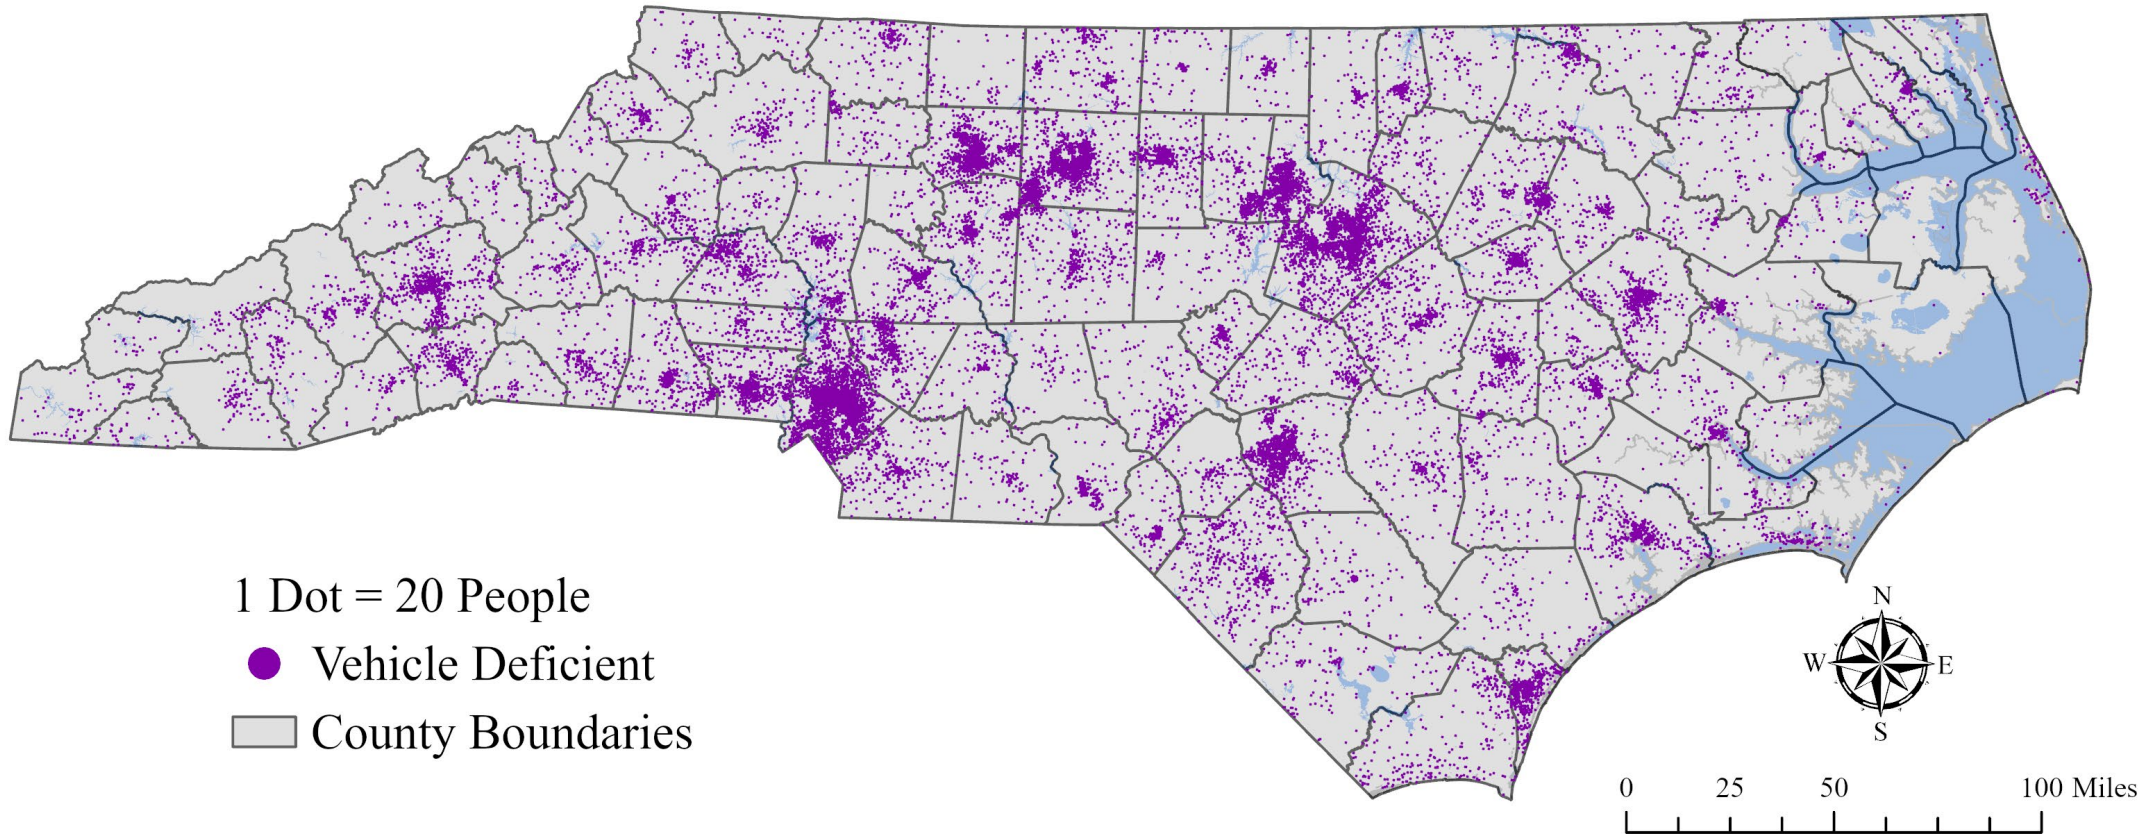 1 Dot = 20 People
Vehicle Deficient
County Boundaries
N
W E
S
0 25 50 100 Miles